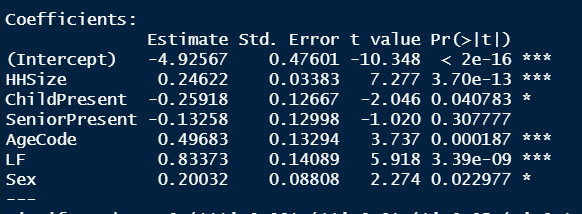 Coefficients:
Estimate Std. Error t value Pr(>|t|)
(Intercept) -4.92567 0.47601 -10.348 < 2e-16 ***
HHSize 0.24622 0.03383 7.277 3.70e-13 ***
ChildPresent -0.25918 0.12667 -2.046 0.040783 *
SeniorPresent -0.13258 0.12998 -1.020 0.307777
AgeCode 0.49683 0.13294 3.737 0.000187 ***
LF 0.83373 0.14089 5.918 3.39e-09 ***
Sex 0.20032 0.08808 2.274 0.022977 *
---